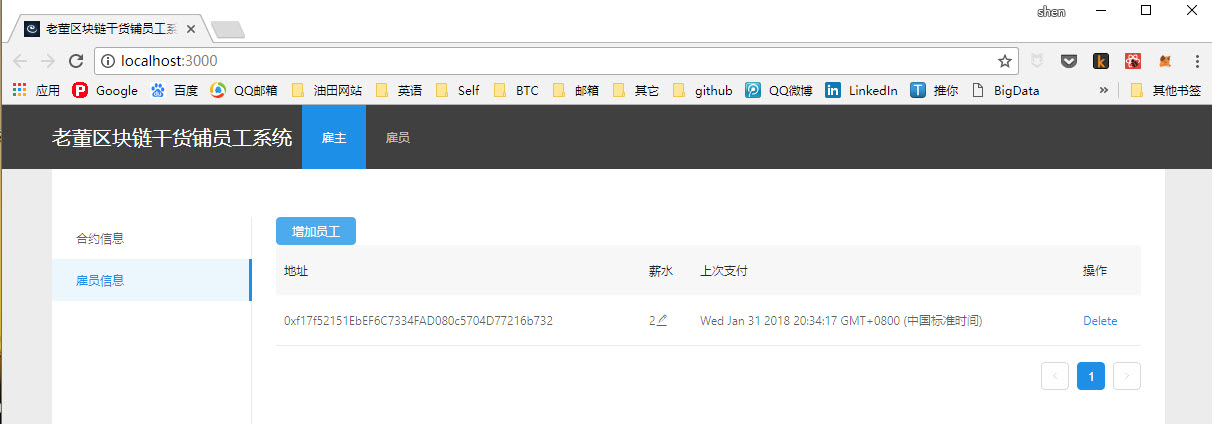 shen
老董区块链干货铺员工系
localhost:3000
应用 Google 百度 QQ邮箱 油田网站 英语 Self BTC 邮箱 其它 github QQ微博 LinkedIn 推你 BigData » 其他书签
老董区块链干货铺员工系统 雇主 雇员
合约信息
雇员信息
增加员工
地址 薪水 上次支付 操作
0xf17f52151EbEF6C7334FAD080c5704D77216b732 2 Wed Jan 31 2018 20:34:17 GMT+0800 (中国标准时间) Delete
< 1 >